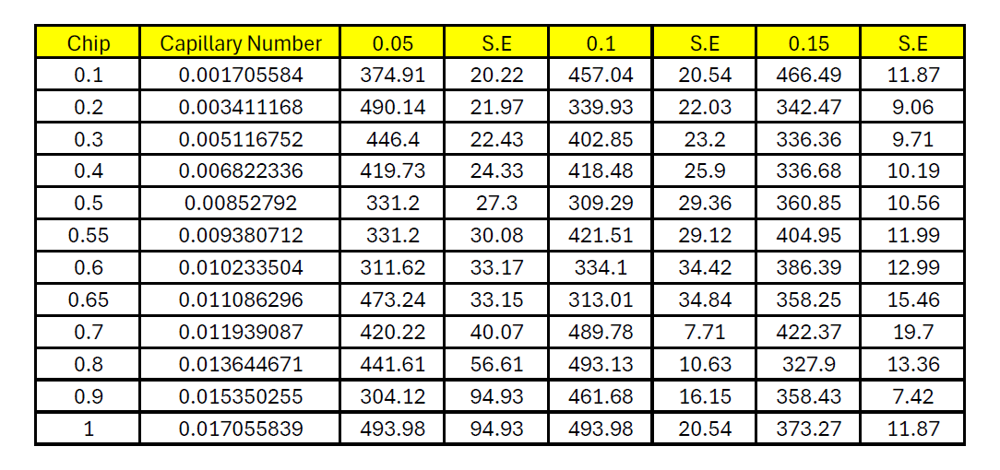 Chip Capillary Number 0.05 S.E 0.1 S.E 0.15 S.E
0.1 0.001705584 374.91 20.22 457.04 20.54 466.49 11.87
0.2 0.003411168 490.14 21.97 339.93 22.03 342.47 9.06
0.3 0.005116752 446.4 22.43 402.85 23.2 336.36 9.71
0.4 0.006822336 419.73 24.33 418.48 25.9 336.68 10.19
0.5 0.00852792 331.2 27.3 309.29 29.36 360.85 10.56
0.55 0.009380712 331.2 30.08 421.51 29.12 404.95 11.99
0.6 0.010233504 311.62 33.17 334.1 34.42 386.39 12.99
0.65 0.011086296 473.24 33.15 313.01 34.84 358.25 15.46
0.7 0.011939087 420.22 40.07 489.78 7.71 422.37 19.7
0.8 0.013644671 441.61 56.61 493.13 10.63 327.9 13.36
0.9 0.015350255 304.12 94.93 461.68 16.15 358.43 7.42
1 0.017055839 493.98 94.93 493.98 20.54 373.27 11.87